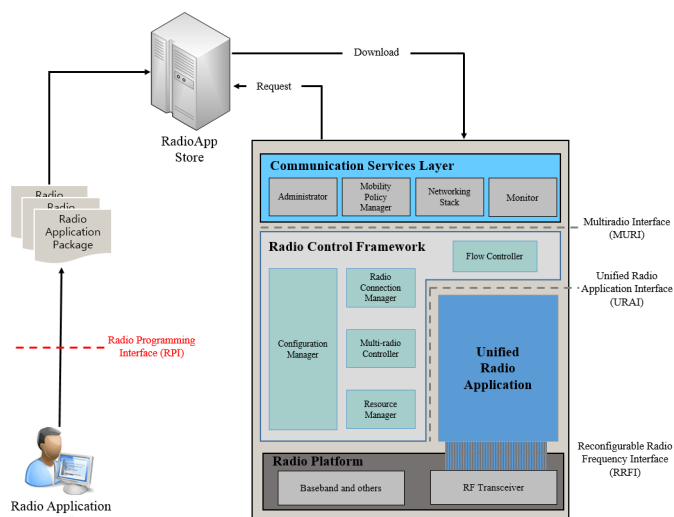 Download
Request
RadioApp
Store
Communication Services Layer
Administrator
Mobility
Policy
Manager
Networking
Stack
Monitor
Radio
Radio
Radio
Application
Package
Multiradio Interface
(MURI)
Radio Control Framework
Flow Controller
Unified Radio
Application Interface
(URAI)
Radio
Connection
Manager
Configuration
Manager
Multi-radio
Controller
Resource
Manager
Unified
Radio
Application
Radio Programming
Interface (RPI)
Reconfigurable Radio
Frequency Interface
(RRFI)
Radio Platform
Baseband and others
RF Transceiver
Radio Application